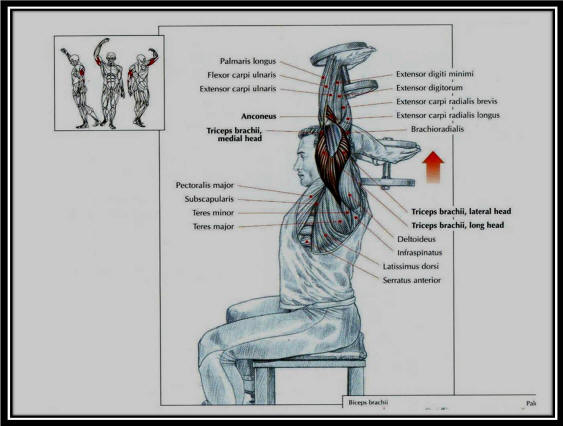 Palmaris longus
Flexor carpi ulnaris
Extensor carpi ulnaris
Anconeus
Triceps brachii,
medial head
Pectoralis major
Subscapularis
Teres minor
Teres major
Extensor digiti minimi
Extensor digitorum
Extensor carpi radialis brevis
Extensor carpi radialis longus
Brachioradialis
Triceps brachii, lateral head
Triceps brachii, long head
Deltoideus
Infraspinatus
Latissimus dorsi
Serratus anterior
Biceps brachii